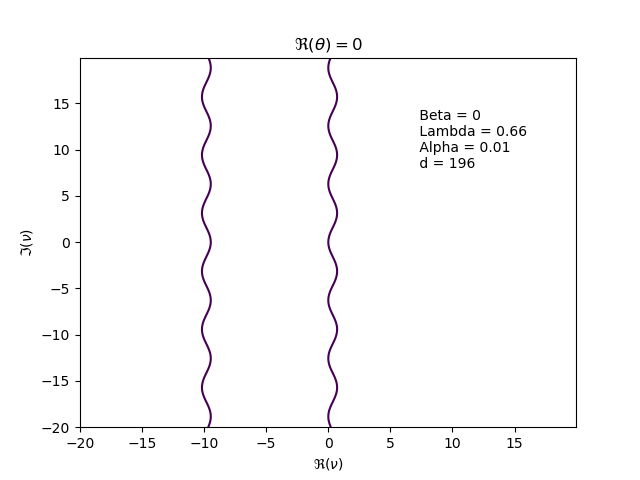 ℜ(θ) = 0
Beta = 0
Lambda = 0.66
Alpha = 0.01
d = 196
15
10
5
0
−5
−10
−15
−20
ℑ(ν)
−20 −15 −10 −5 0 5 10 15
ℜ(ν)